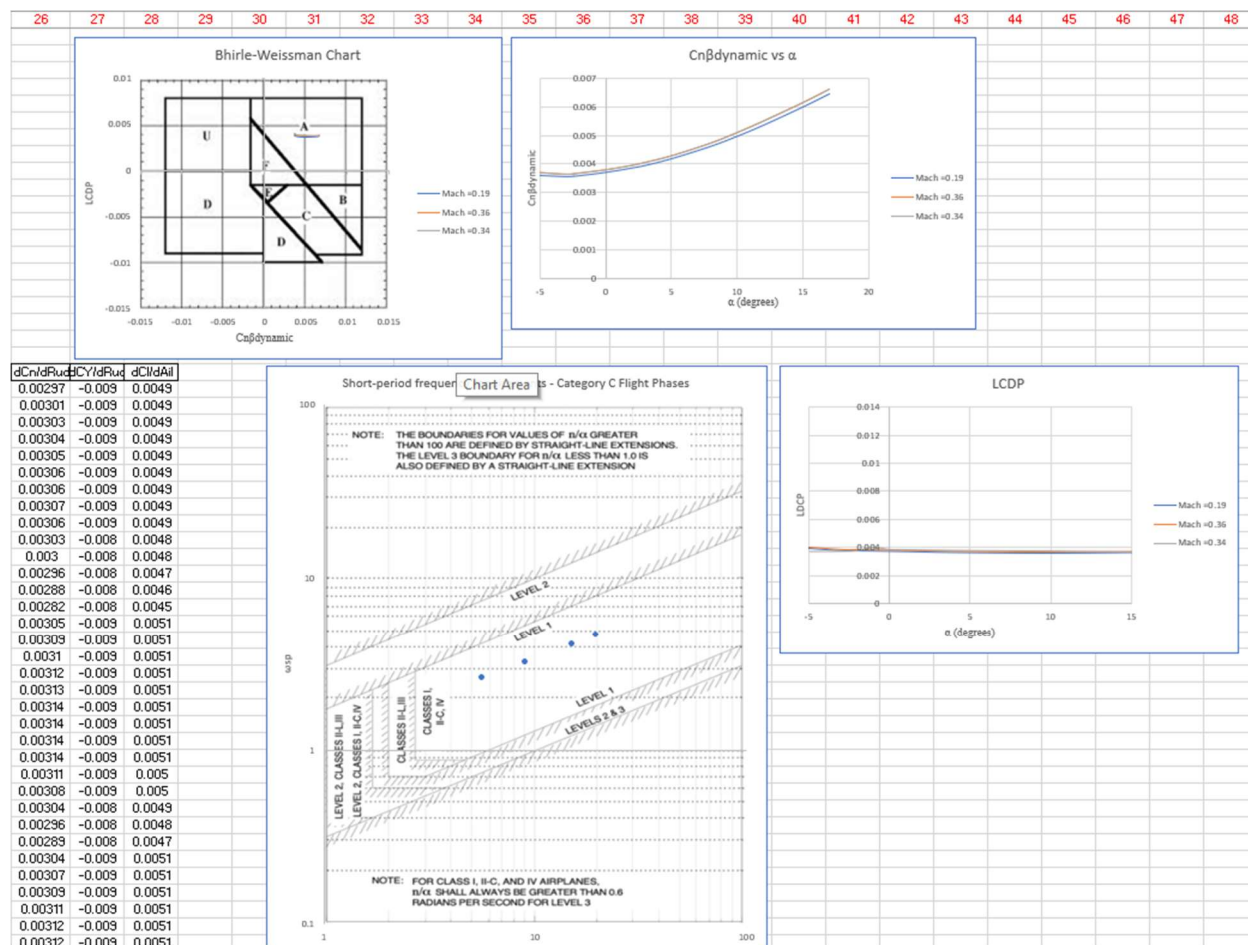 26 27 28 29 30 31 32 33 34 35 36 37 38 39 40 41 42 43 44 45 46 47 48
Bhirle-Weissman Chart
0.01
0.005
0
-0.005
-0.01
-0.015
LCDP
U
A
F
F
B
D
C
D
-0.015 -0.01 -0.005 0 0.005 0.01 0.015
Cnβdynamic
Mach =0.19
Mach =0.36
Mach =0.34
Cnβdynamic vs α
0.007
0.006
0.005
0.004
0.003
0.002
0.001
0
Cnβdynamic
-5 0 5 10 15 20
α (degrees)
Mach =0.19
Mach =0.36
Mach =0.34
dCn/dRud dCY/dRud dCl/dAil
0.00297 -0.009 0.0049
0.00301 -0.009 0.0049
0.00303 -0.009 0.0049
0.00304 -0.009 0.0049
0.00305 -0.009 0.0049
0.00306 -0.009 0.0049
0.00306 -0.009 0.0049
0.00307 -0.009 0.0049
0.00306 -0.009 0.0049
0.00303 -0.009 0.0048
0.003 -0.008 0.0048
0.00296 -0.008 0.0047
0.00288 -0.008 0.0046
0.00282 -0.008 0.0045
0.00305 -0.009 0.0051
0.00309 -0.009 0.0051
0.0031 -0.009 0.0051
0.00312 -0.009 0.0051
0.00313 -0.009 0.0051
0.00314 -0.009 0.0051
0.00314 -0.009 0.0051
0.00314 -0.009 0.0051
0.00314 -0.009 0.0051
0.00311 -0.009 0.005
0.00308 -0.009 0.005
0.00304 -0.008 0.0049
0.00296 -0.008 0.0048
0.00289 -0.008 0.0047
0.00304 -0.009 0.0051
0.00307 -0.009 0.0051
0.00309 -0.009 0.0051
0.00311 -0.009 0.0051
0.00312 -0.009 0.0051
0.00312 -0.009 0.0051
Short-period frequen Chart Area ts - Category C Flight Phases
100
10
1
0.1
ωsp
NOTE: THE BOUNDARIES FOR VALUES OF n/α GREATER
THAN 100 ARE DEFINED BY STRAIGHT-LINE EXTENSIONS.
THE LEVEL 3 BOUNDARY FOR n/α LESS THAN 1.0 IS
ALSO DEFINED BY A STRAIGHT-LINE EXTENSION
LEVEL 2
LEVEL 1
LEVEL 1
LEVELS 2 & 3
LEVEL 2, CLASSES II-L,III
LEVEL 2, CLASSES I, II-C,IV
CLASSES II-L,III
CLASSES I,
II-C, IV
NOTE: FOR CLASS I, II-C, AND IV AIRPLANES,
n/α SHALL ALWAYS BE GREATER THAN 0.6
RADIANS PER SECOND FOR LEVEL 3
1 10 100
LCDP
0.014
0.012
0.01
0.008
0.006
0.004
0.002
0
LDCP
-5 0 5 10 15
α (degrees)
Mach =0.19
Mach =0.36
Mach =0.34